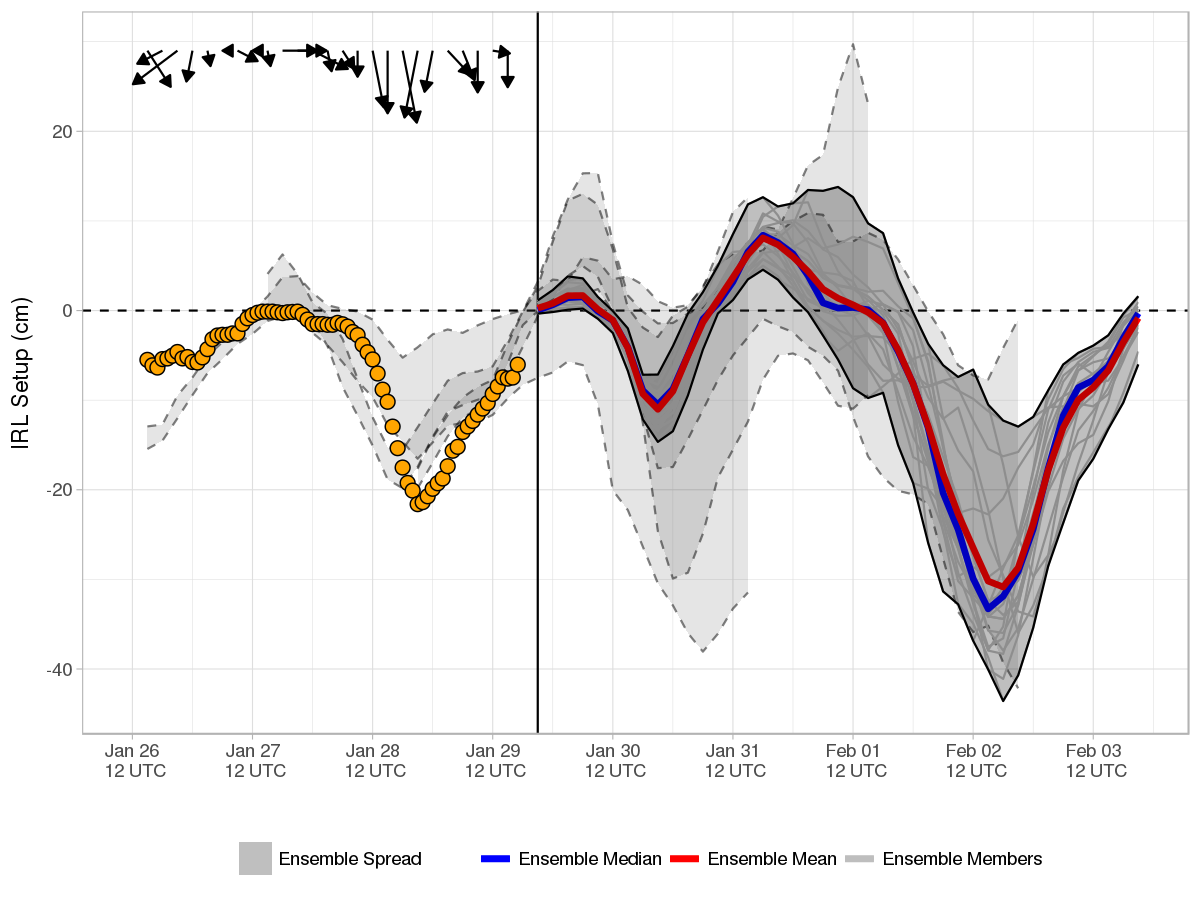 IRL Setup (cm)
20
0
-20
-40
Jan 26 Jan 27 Jan 28 Jan 29 Jan 30 Jan 31 Feb 01 Feb 02 Feb 03
12 UTC 12 UTC 12 UTC 12 UTC 12 UTC 12 UTC 12 UTC 12 UTC 12 UTC
Ensemble Spread Ensemble Median Ensemble Mean Ensemble Members